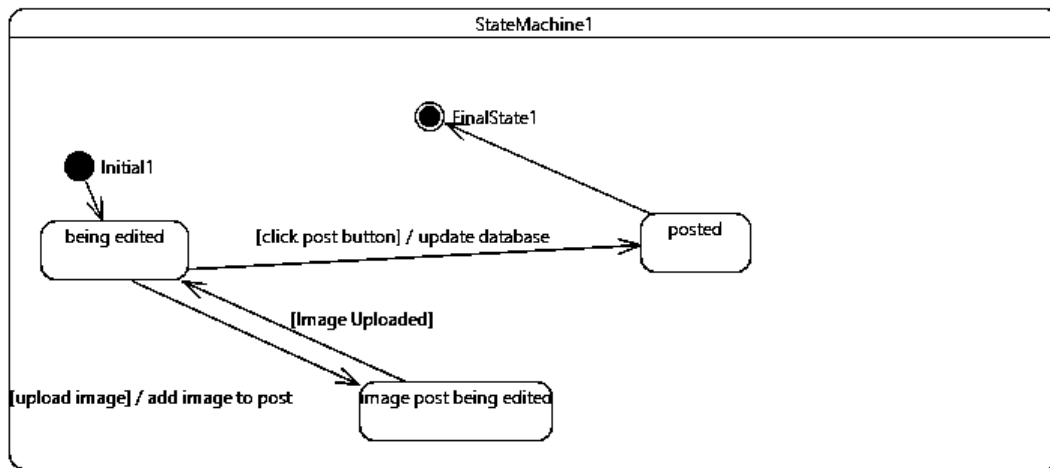 StateMachine1
FinalState1
Initial1
being edited
[click post button] / update database
posted
[Image Uploaded]
[upload image] / add image to post
image post being edited